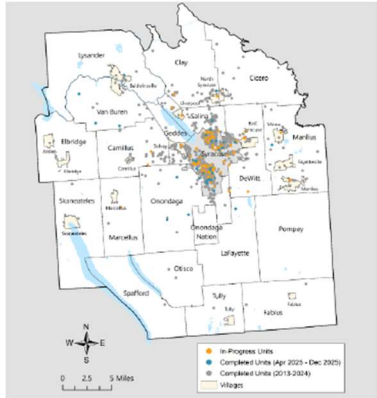 Lysander
Clay
Cicero
North
Syracuse
Baldwinsville
Liverpool
Van Buren
Salina
Geddes
East
Syracuse
Manlius
Elbridge
Camillus
Solvay
Syracuse
Fayetteville
Elbridge
Camillus
DeWitt
Manlius
Skaneateles
Marcellus
Onondaga
Skaneateles
Marcellus
Onondaga
Nation
Pompey
LaFayette
Otisco
Spafford
Tully
Tully
Fabius
Fabius
N
W E
S
0 2.5 5 Miles
In-Progress Units
Completed Units (Apr 2025 - Dec 2025)
Completed Units (2013-2024)
Villages